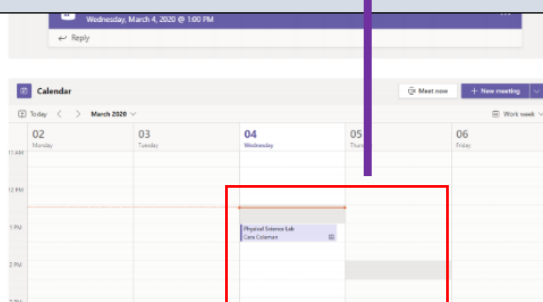 Wednesday, March 4, 2020 @ 1:00 PM
Reply
Calendar
Meet now
+ New meeting
Today
March 2020
Work week
02
Monday
03
Tuesday
04
Wednesday
05
06
Friday
11 AM
12 PM
1 PM
Physical Science Lab
Cara Coleman
2 PM